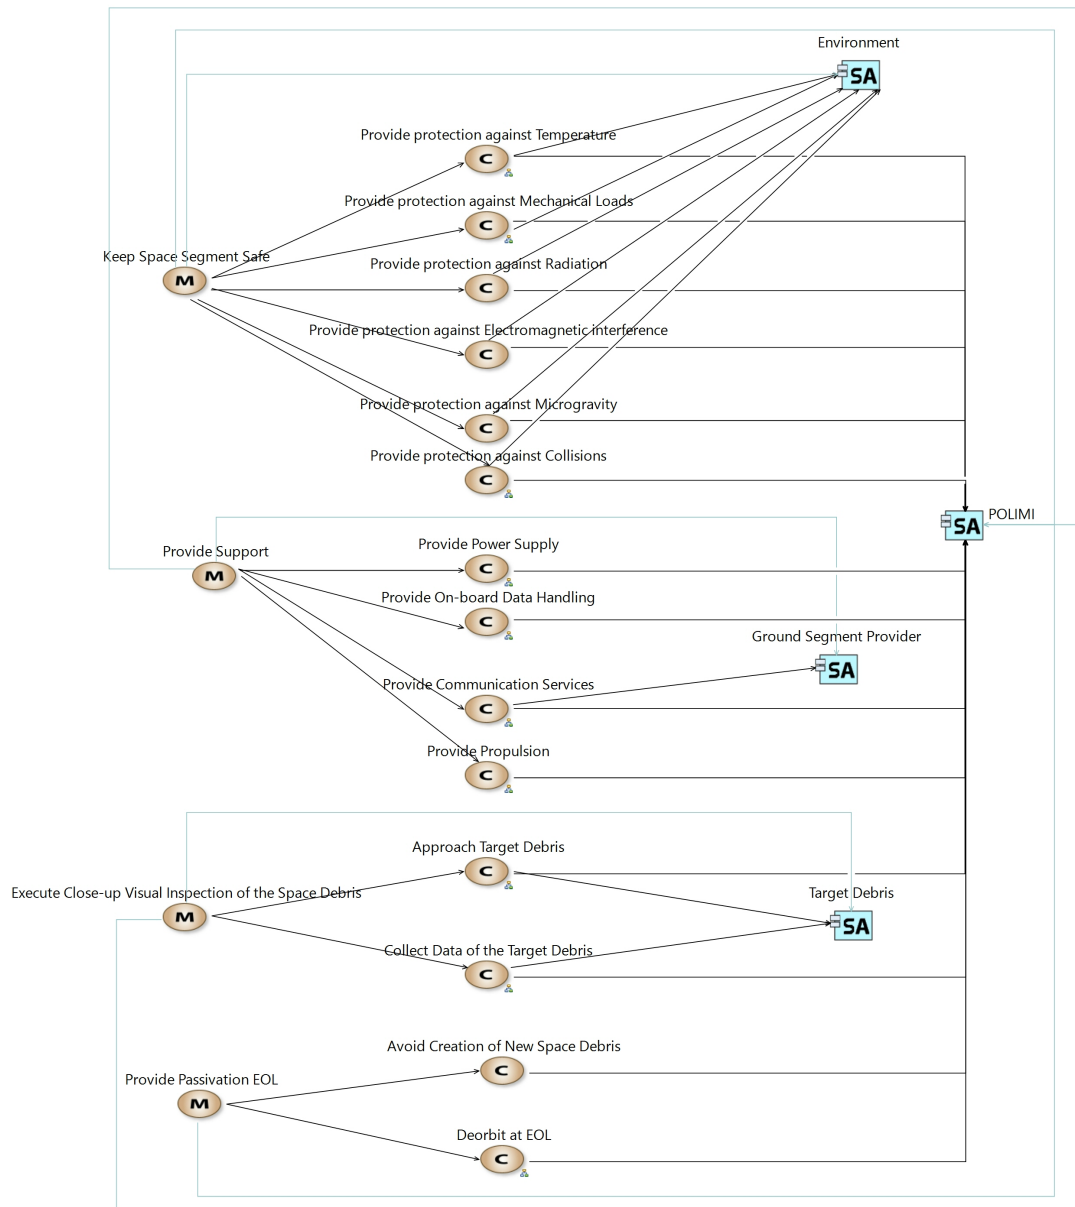 Environment
SA
Provide protection against Temperature
C
Provide protection against Mechanical Loads
C
Keep Space Segment Safe
M
Provide protection against Radiation
C
Provide protection against Electromagnetic interference
C
Provide protection against Microgravity
C
Provide protection against Collisions
C
POLIMI
SA
Provide Support
M
Provide Power Supply
C
Provide On-board Data Handling
C
Ground Segment Provider
SA
Provide Communication Services
C
Provide Propulsion
C
Approach Target Debris
C
Execute Close-up Visual Inspection of the Space Debris
M
Target Debris
SA
Collect Data of the Target Debris
C
Avoid Creation of New Space Debris
C
Provide Passivation EOL
M
Deorbit at EOL
C